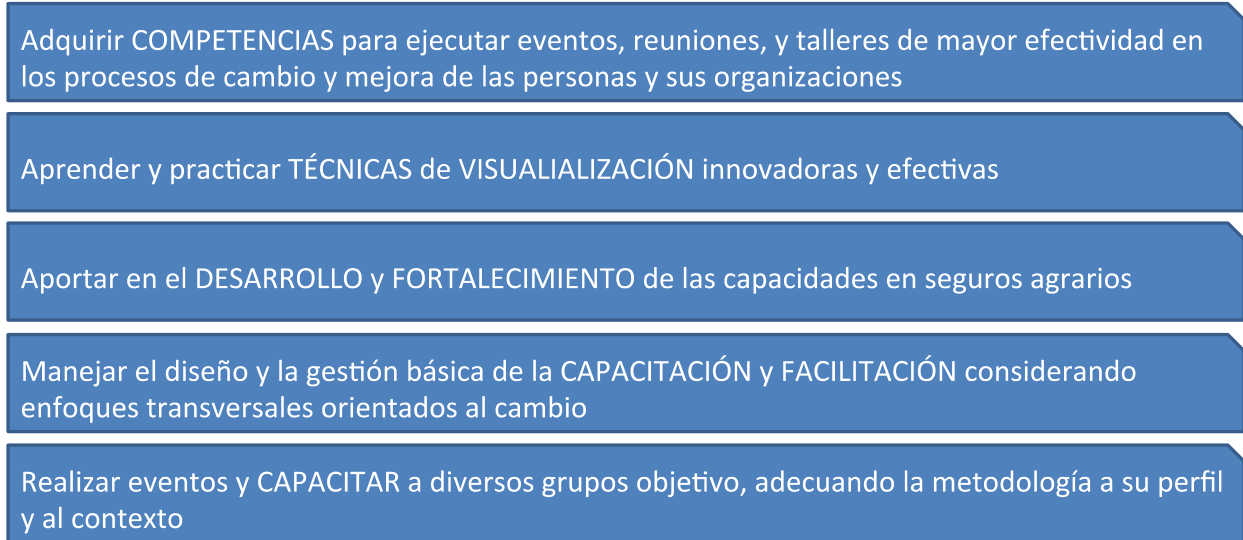 Adquirir COMPETENCIAS para ejecutar eventos, reuniones, y talleres de mayor efectividad en
los procesos de cambio y mejora de las personas y sus organizaciones
Aprender y practicar TÉCNICAS de VISUALIALIZACIÓN innovadoras y efectivas
Aportar en el DESARROLLO y FORTALECIMIENTO de las capacidades en seguros agrarios
Manejar el diseño y la gestión básica de la CAPACITACIÓN y FACILITACIÓN considerando
enfoques transversales orientados al cambio
Realizar eventos y CAPACITAR a diversos grupos objetivo, adecuando la metodología a su perfil
y al contexto